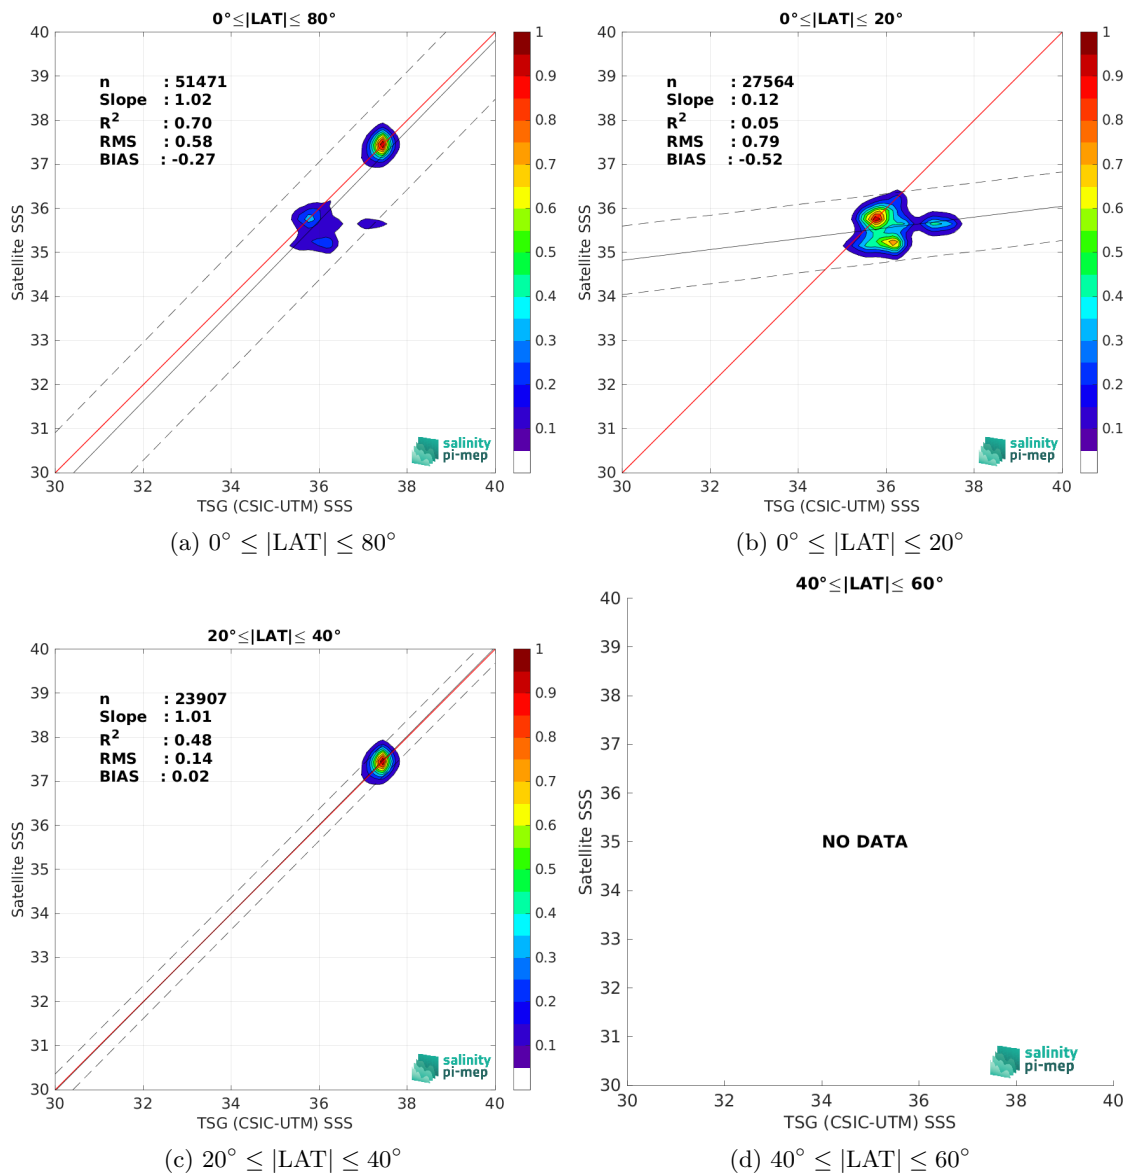 0°≤|LAT|≤ 80°
40
39
38
37
36
35
34
33
32
31
30
Satellite SSS
n : 51471
Slope : 1.02
R² : 0.70
RMS : 0.58
BIAS : -0.27
salinity
pi-mep
30 32 34 36 38 40
TSG (CSIC-UTM) SSS
1
0.9
0.8
0.7
0.6
0.5
0.4
0.3
0.2
0.1
(a) 0° ≤ |LAT| ≤ 80°
0°≤|LAT|≤ 20°
40
39
38
37
36
35
34
33
32
31
30
Satellite SSS
n : 27564
Slope : 0.12
R² : 0.05
RMS : 0.79
BIAS : -0.52
salinity
pi-mep
30 32 34 36 38 40
TSG (CSIC-UTM) SSS
1
0.9
0.8
0.7
0.6
0.5
0.4
0.3
0.2
0.1
(b) 0° ≤ |LAT| ≤ 20°
20°≤|LAT|≤ 40°
40
39
38
37
36
35
34
33
32
31
30
Satellite SSS
n : 23907
Slope : 1.01
R² : 0.48
RMS : 0.14
BIAS : 0.02
salinity
pi-mep
30 32 34 36 38 40
TSG (CSIC-UTM) SSS
1
0.9
0.8
0.7
0.6
0.5
0.4
0.3
0.2
0.1
(c) 20° ≤ |LAT| ≤ 40°
40°≤|LAT|≤ 60°
40
39
38
37
36
35
34
33
32
31
30
Satellite SSS
NO DATA
salinity
pi-mep
30 32 34 36 38 40
TSG (CSIC-UTM) SSS
(d) 40° ≤ |LAT| ≤ 60°